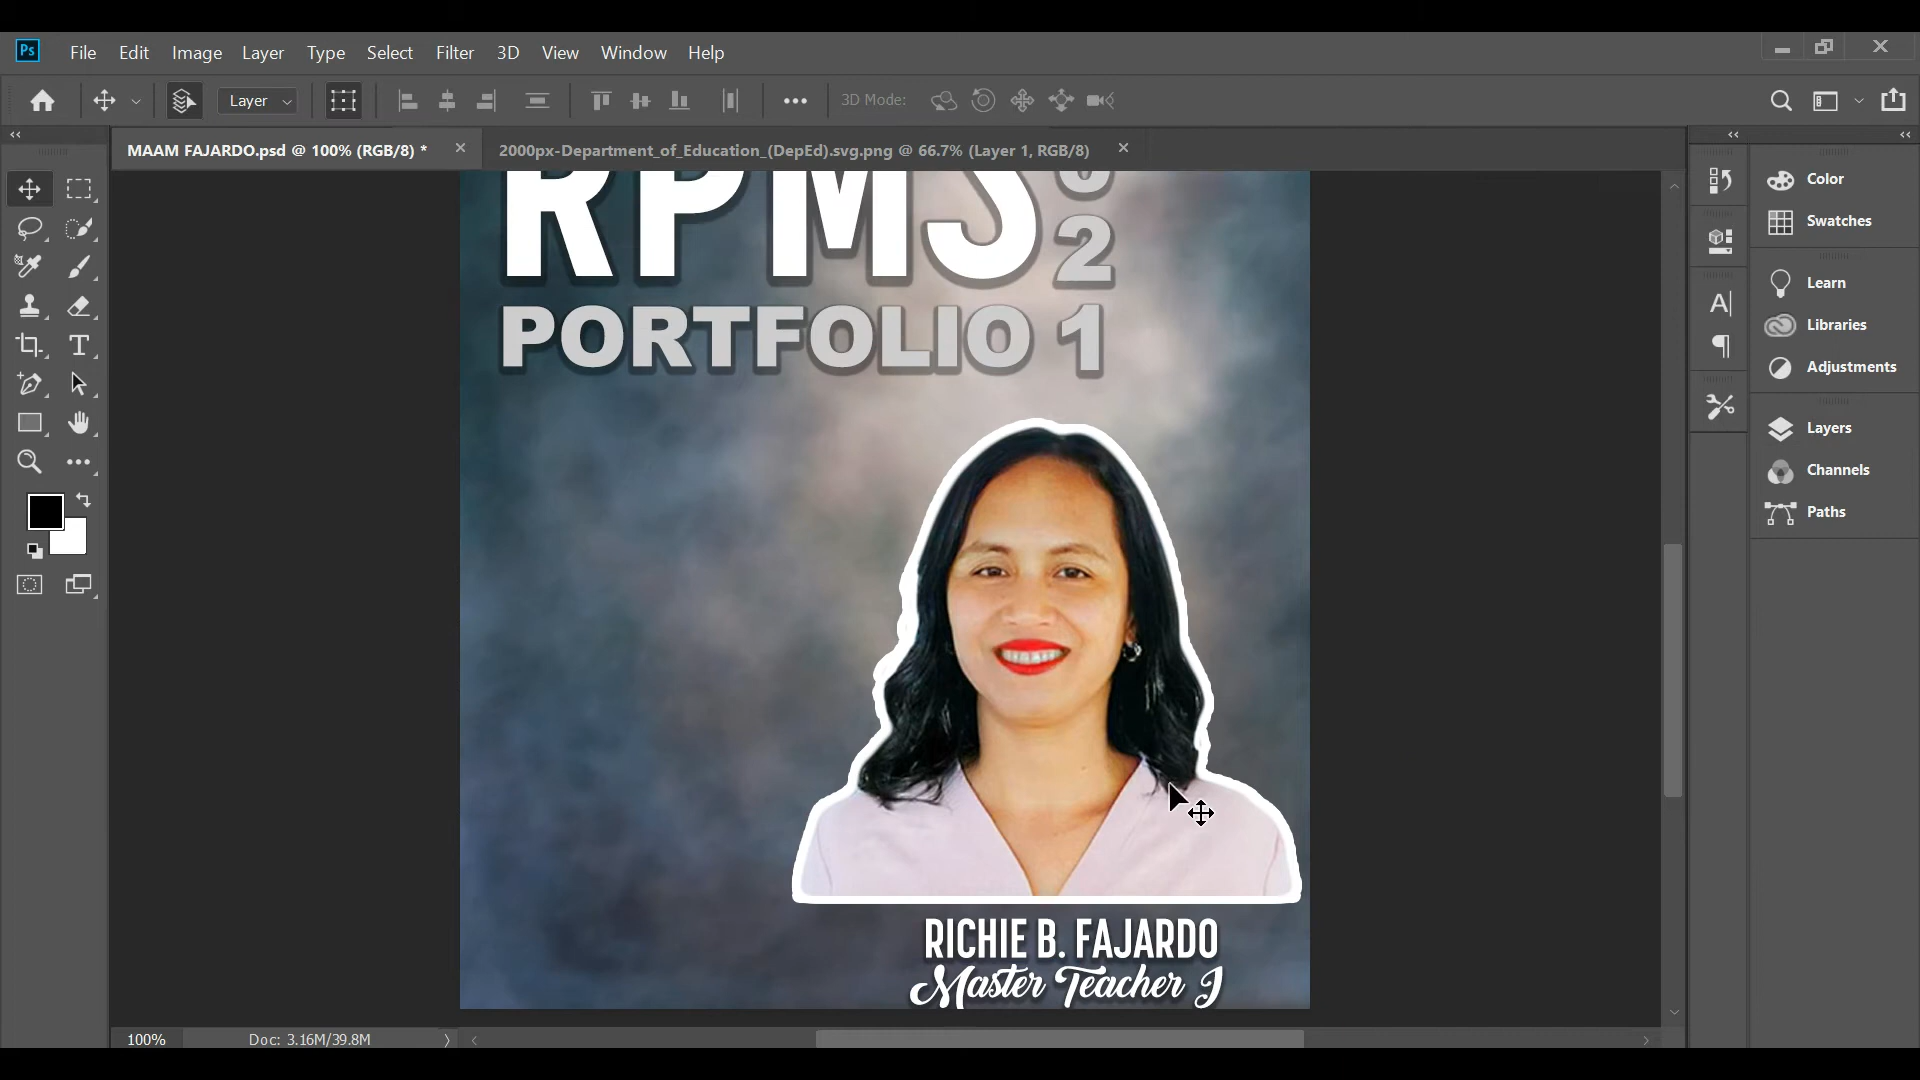 Ps File Edit Image Layer Type Select Filter 3D View Window Help
Layer 3D Mode:
MAAM FAJARDO.psd @ 100% (RGB/8) * 2000px-Department_of_Education_(DepEd).svg.png @ 66.7% (Layer 1, RGB/8)
RPMS
0
2
PORTFOLIO 1
RICHIE B. FAJARDO
Master Teacher I
Color
Swatches
Learn
Libraries
Adjustments
Layers
Channels
Paths
100% Doc: 3.16M/39.8M